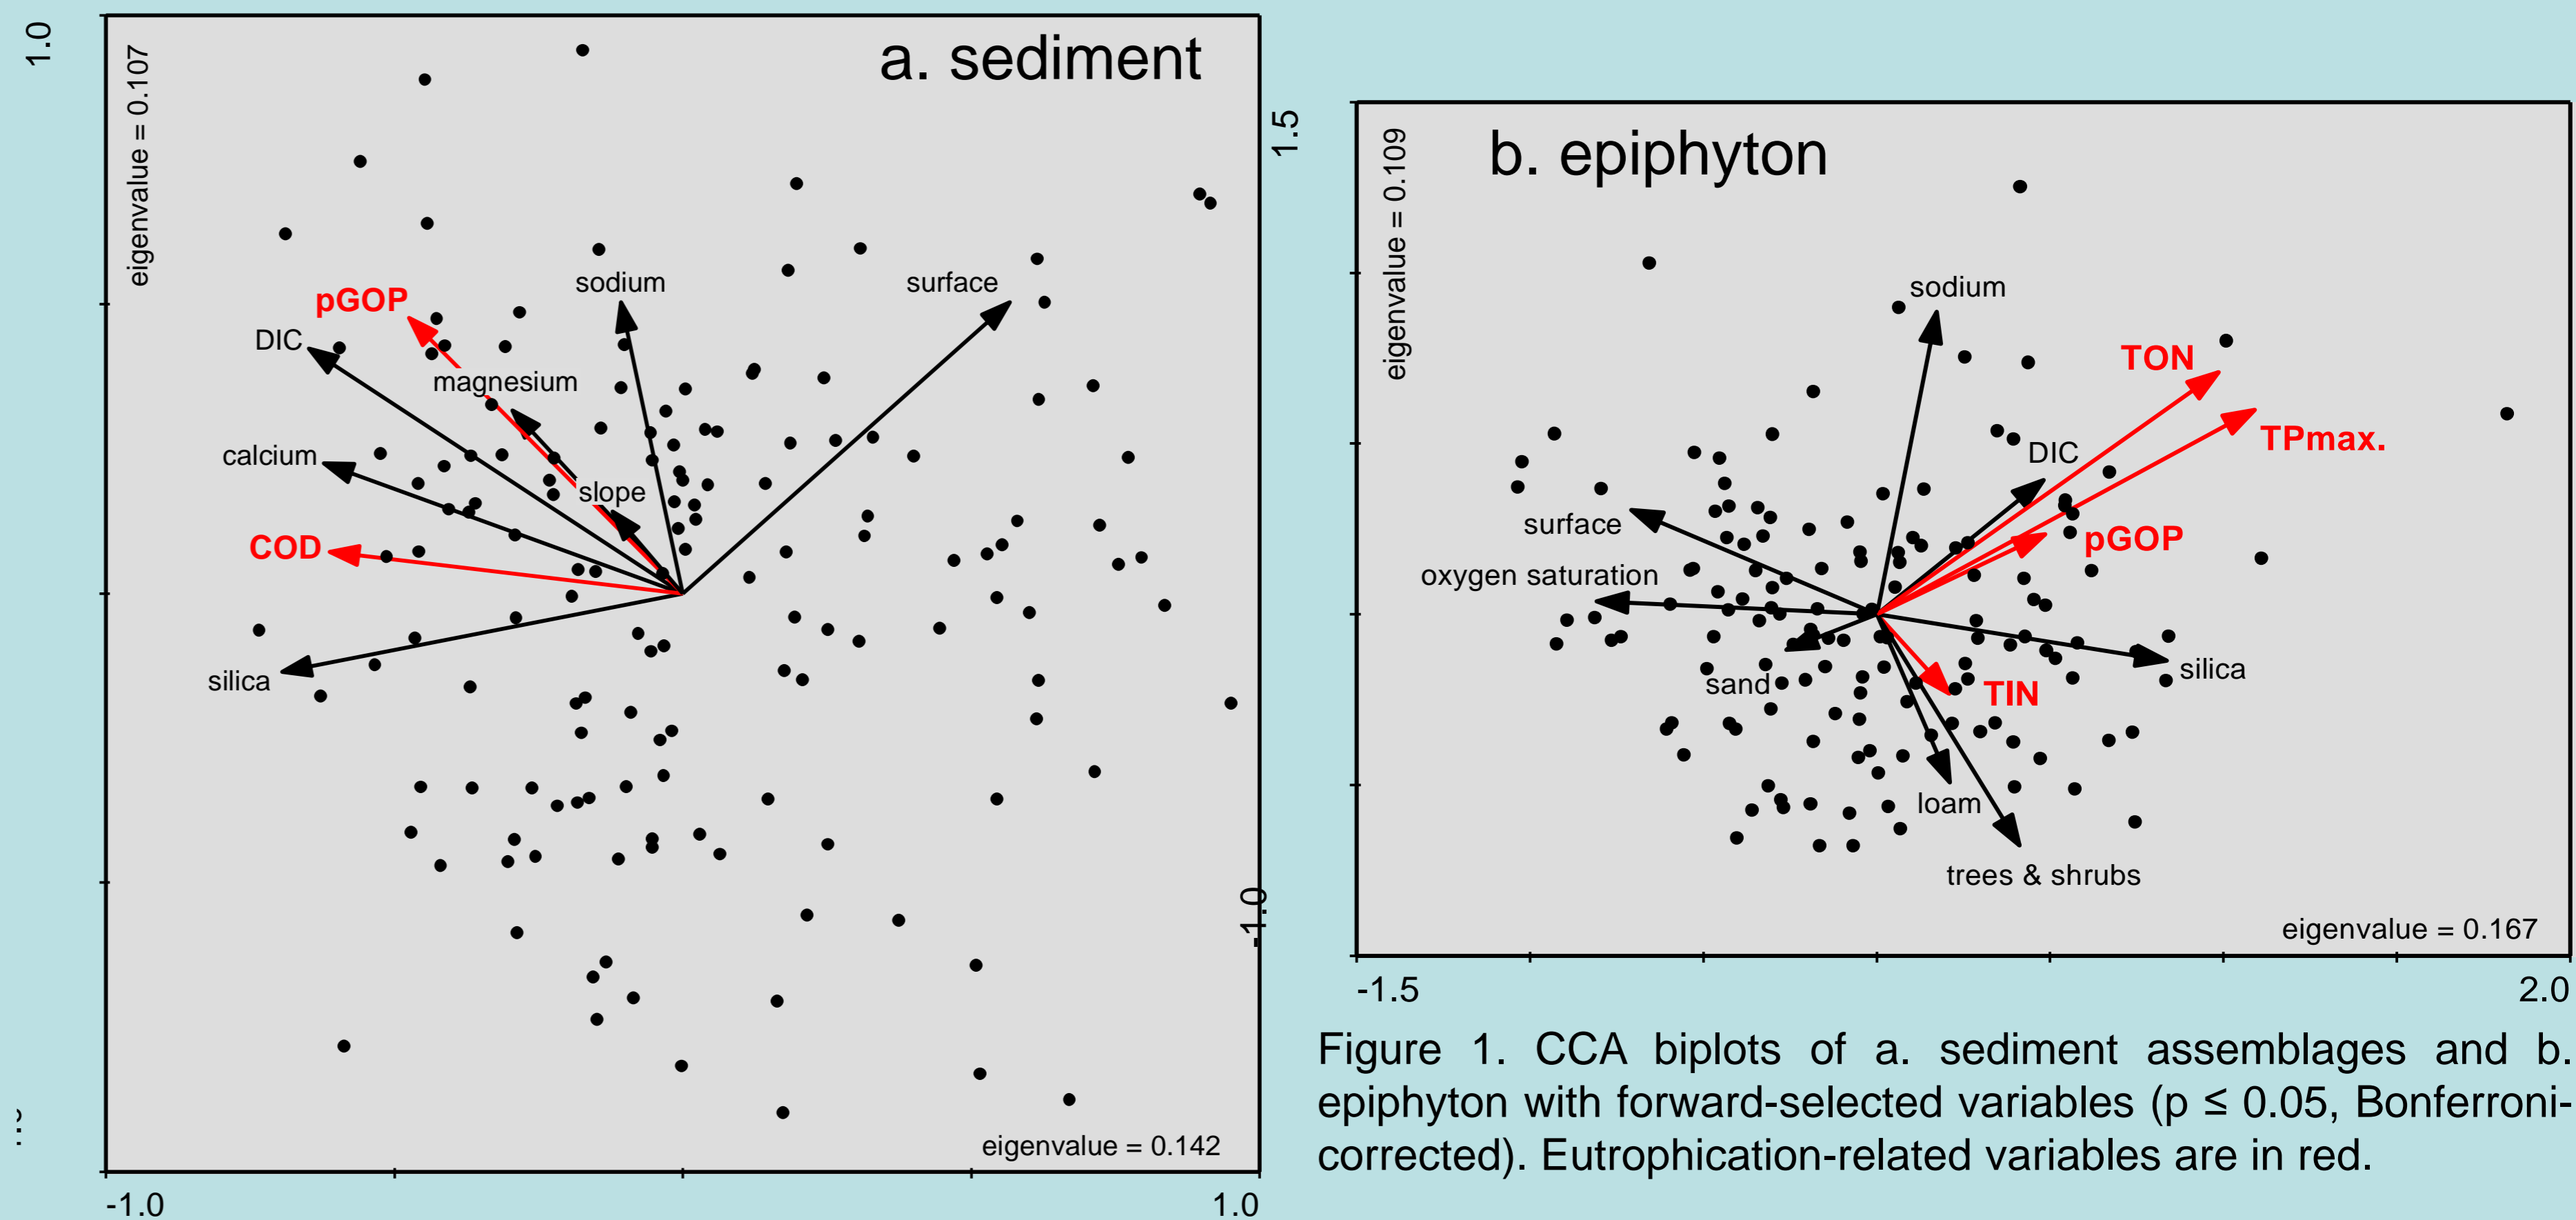 1.0
eigenvalue = 0.107
a. sediment
sodium
surface
pGOP
DIC
magnesium
calcium
slope
COD
silica
eigenvalue = 0.142
-1.0
1.0
1.5
eigenvalue = 0.109
b. epiphyton
sodium
TON
TPmax.
DIC
surface
pGOP
oxygen saturation
silica
sand
TIN
loam
trees & shrubs
-1.0
eigenvalue = 0.167
-1.5
2.0
Figure 1. CCA biplots of a. sediment assemblages and b.
epiphyton with forward-selected variables (p ≤ 0.05, Bonferroni-
corrected). Eutrophication-related variables are in red.